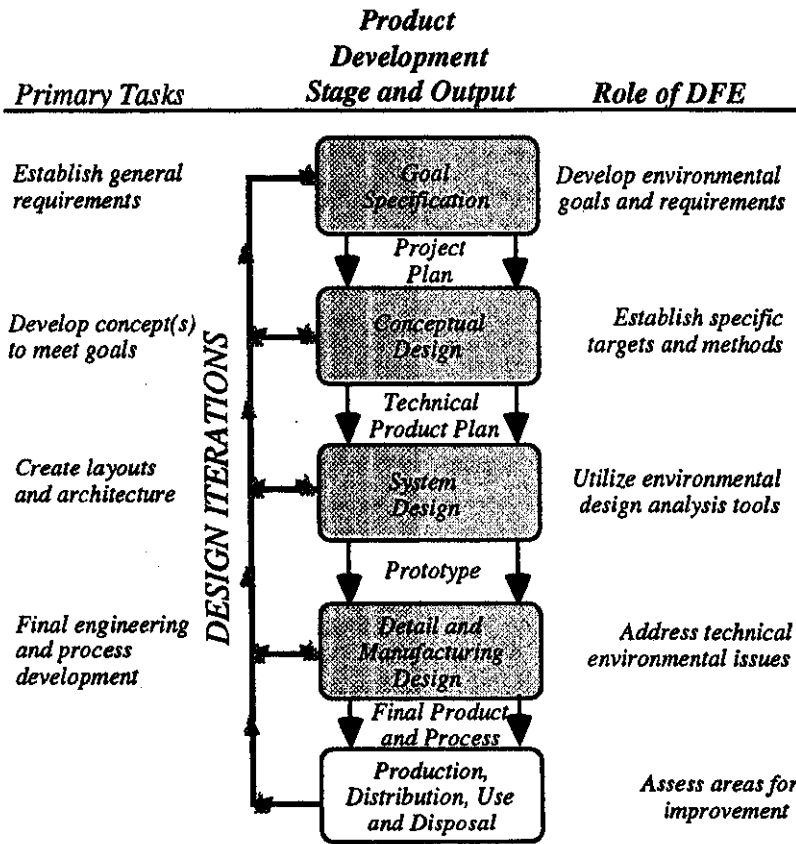 Product
Development
Primary Tasks
Stage and Output
Role of DFE
Establish general
requirements
Goal
Specification
Develop environmental
goals and requirements
Project
Plan
Develop concept(s)
to meet goals
Conceptual
Design
Establish specific
targets and methods
DESIGN ITERATIONS
Technical
Product Plan
Create layouts
and architecture
System
Design
Utilize environmental
design analysis tools
Prototype
Final engineering
and process
development
Detail and
Manufacturing
Design
Address technical
environmental issues
Final Product
and Process
Production,
Distribution, Use
and Disposal
Assess areas for
improvement